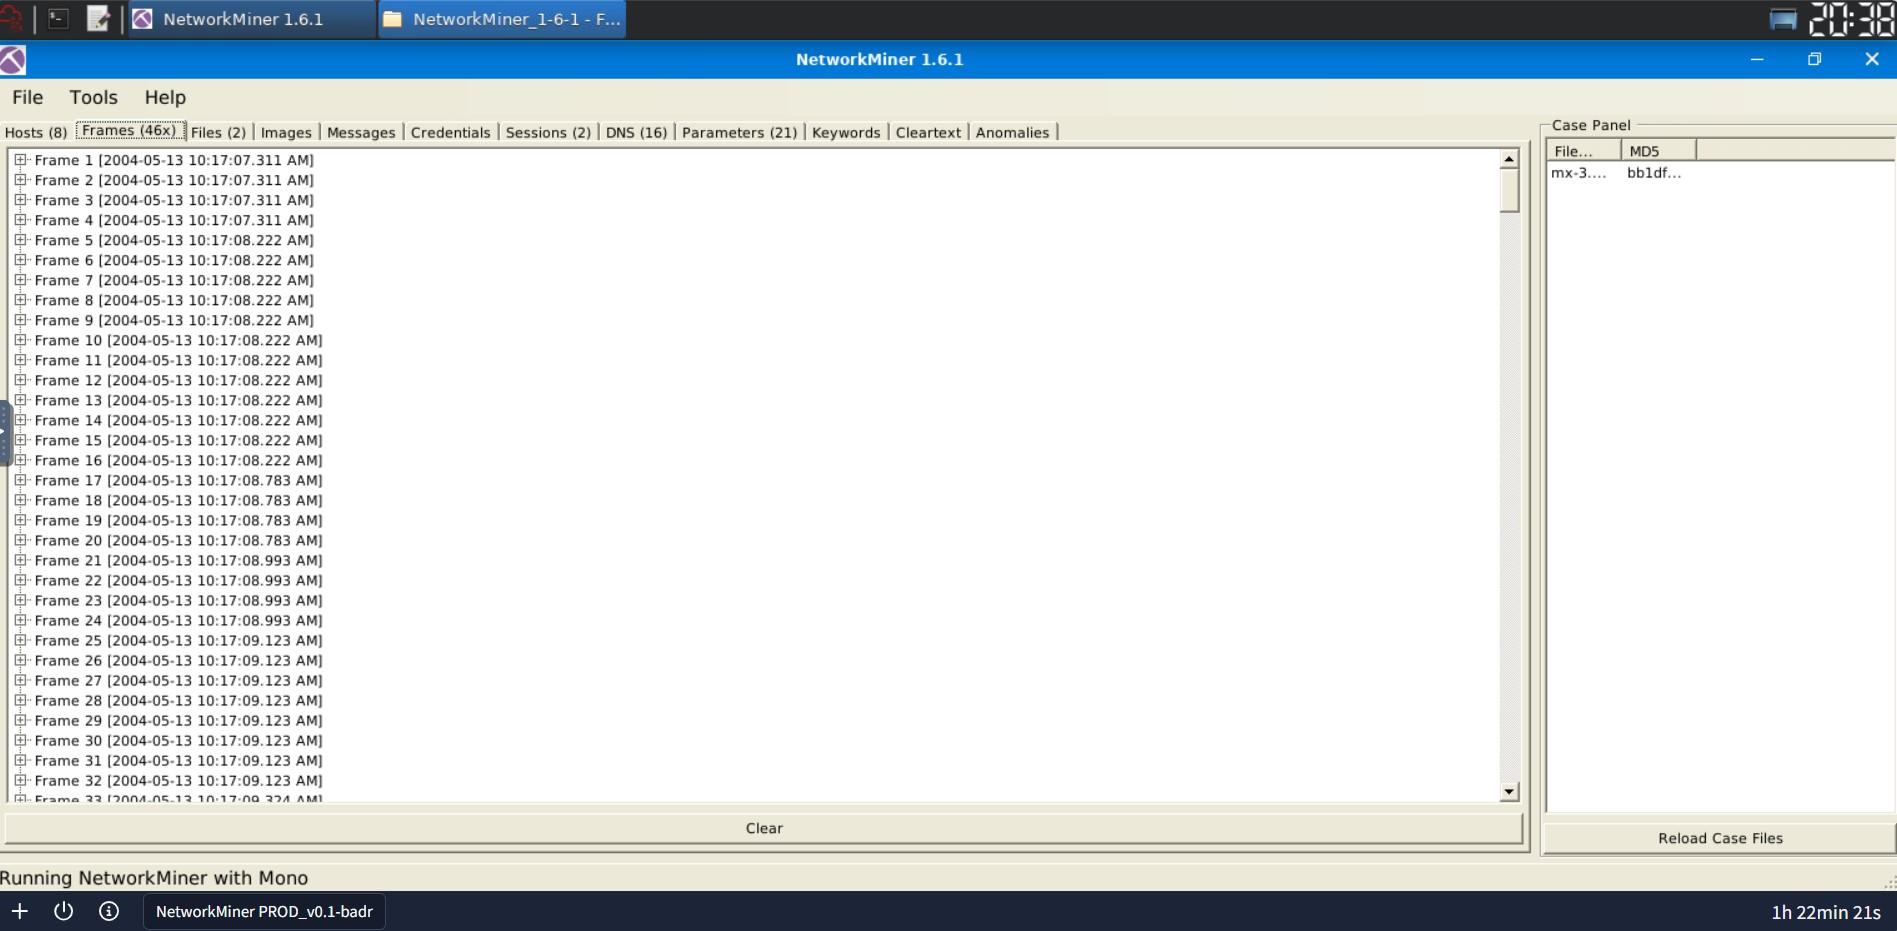 NetworkMiner 1.6.1 NetworkMiner_1-6-1 - F... 20:38
NetworkMiner 1.6.1
File Tools Help
Hosts (8) Frames (46x) Files (2) Images Messages Credentials Sessions (2) DNS (16) Parameters (21) Keywords Cleartext Anomalies
Case Panel
File... MD5
mx-3.... bb1df...
Frame 1 [2004-05-13 10:17:07.311 AM]
Frame 2 [2004-05-13 10:17:07.311 AM]
Frame 3 [2004-05-13 10:17:07.311 AM]
Frame 4 [2004-05-13 10:17:07.311 AM]
Frame 5 [2004-05-13 10:17:08.222 AM]
Frame 6 [2004-05-13 10:17:08.222 AM]
Frame 7 [2004-05-13 10:17:08.222 AM]
Frame 8 [2004-05-13 10:17:08.222 AM]
Frame 9 [2004-05-13 10:17:08.222 AM]
Frame 10 [2004-05-13 10:17:08.222 AM]
Frame 11 [2004-05-13 10:17:08.222 AM]
Frame 12 [2004-05-13 10:17:08.222 AM]
Frame 13 [2004-05-13 10:17:08.222 AM]
Frame 14 [2004-05-13 10:17:08.222 AM]
Frame 15 [2004-05-13 10:17:08.222 AM]
Frame 16 [2004-05-13 10:17:08.222 AM]
Frame 17 [2004-05-13 10:17:08.783 AM]
Frame 18 [2004-05-13 10:17:08.783 AM]
Frame 19 [2004-05-13 10:17:08.783 AM]
Frame 20 [2004-05-13 10:17:08.783 AM]
Frame 21 [2004-05-13 10:17:08.993 AM]
Frame 22 [2004-05-13 10:17:08.993 AM]
Frame 23 [2004-05-13 10:17:08.993 AM]
Frame 24 [2004-05-13 10:17:08.993 AM]
Frame 25 [2004-05-13 10:17:09.123 AM]
Frame 26 [2004-05-13 10:17:09.123 AM]
Frame 27 [2004-05-13 10:17:09.123 AM]
Frame 28 [2004-05-13 10:17:09.123 AM]
Frame 29 [2004-05-13 10:17:09.123 AM]
Frame 30 [2004-05-13 10:17:09.123 AM]
Frame 31 [2004-05-13 10:17:09.123 AM]
Frame 32 [2004-05-13 10:17:09.123 AM]
Frame 33 [2004-05-13 10:17:09.324 AM]
Clear
Reload Case Files
Running NetworkMiner with Mono
NetworkMiner PROD_v0.1-badr 1h 22min 21s